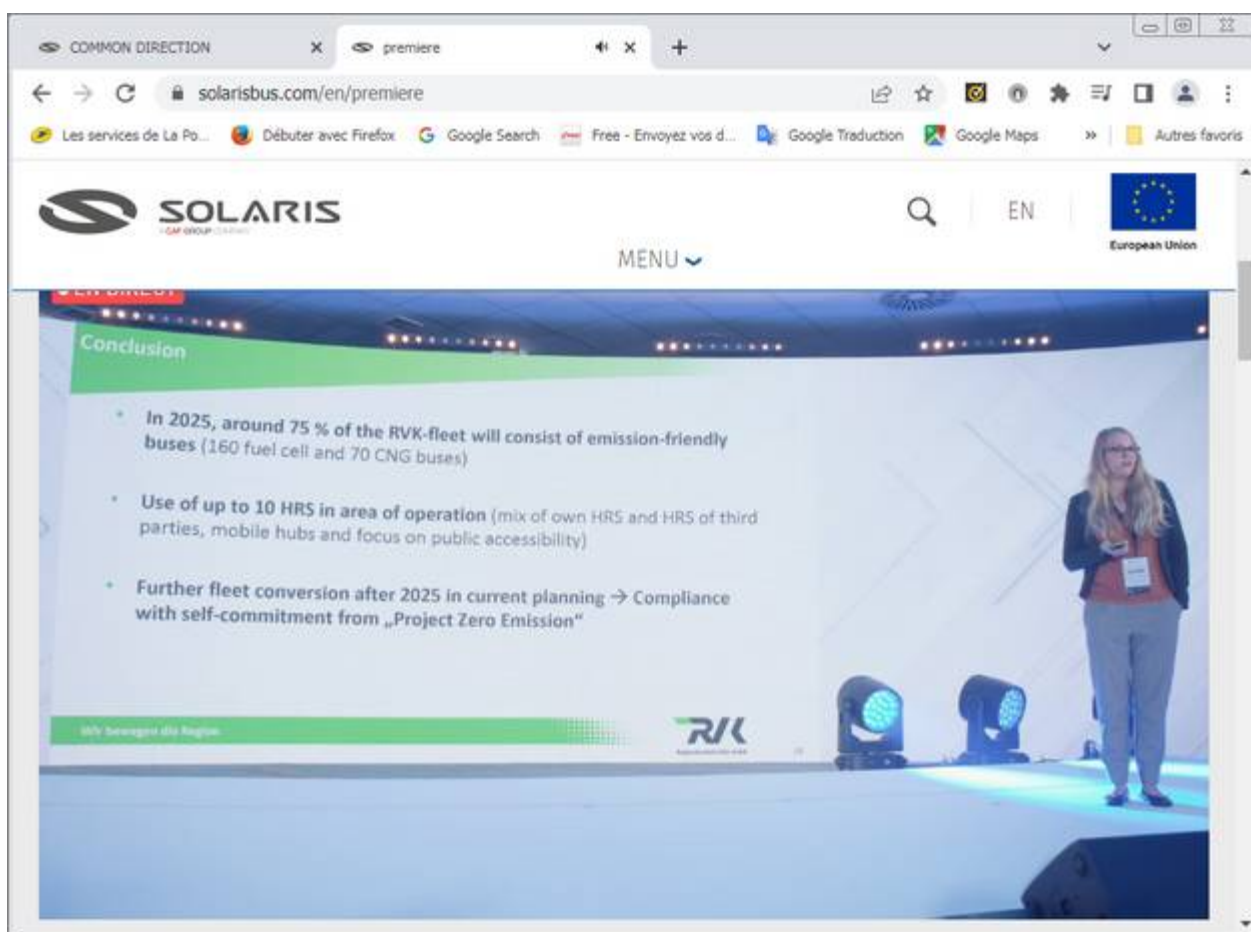 COMMON DIRECTION
premiere
solarisbus.com/en/premiere
Les services de La Po...
Débuter avec Firefox
Google Search
Free - Envoyez vos d...
Google Traduction
Google Maps
»
Autres favoris
SOLARIS
EN
European Union
MENU
EN DIRECT
Conclusion
• In 2025, around 75 % of the RVK-fleet will consist of emission-friendly
buses (160 fuel cell and 70 CNG buses)
• Use of up to 10 HRS in area of operation (mix of own HRS and HRS of third
parties, mobile hubs and focus on public accessibility)
• Further fleet conversion after 2025 in current planning → Compliance
with self-commitment from „Project Zero Emission“
Wir bewegen die Region
RVK